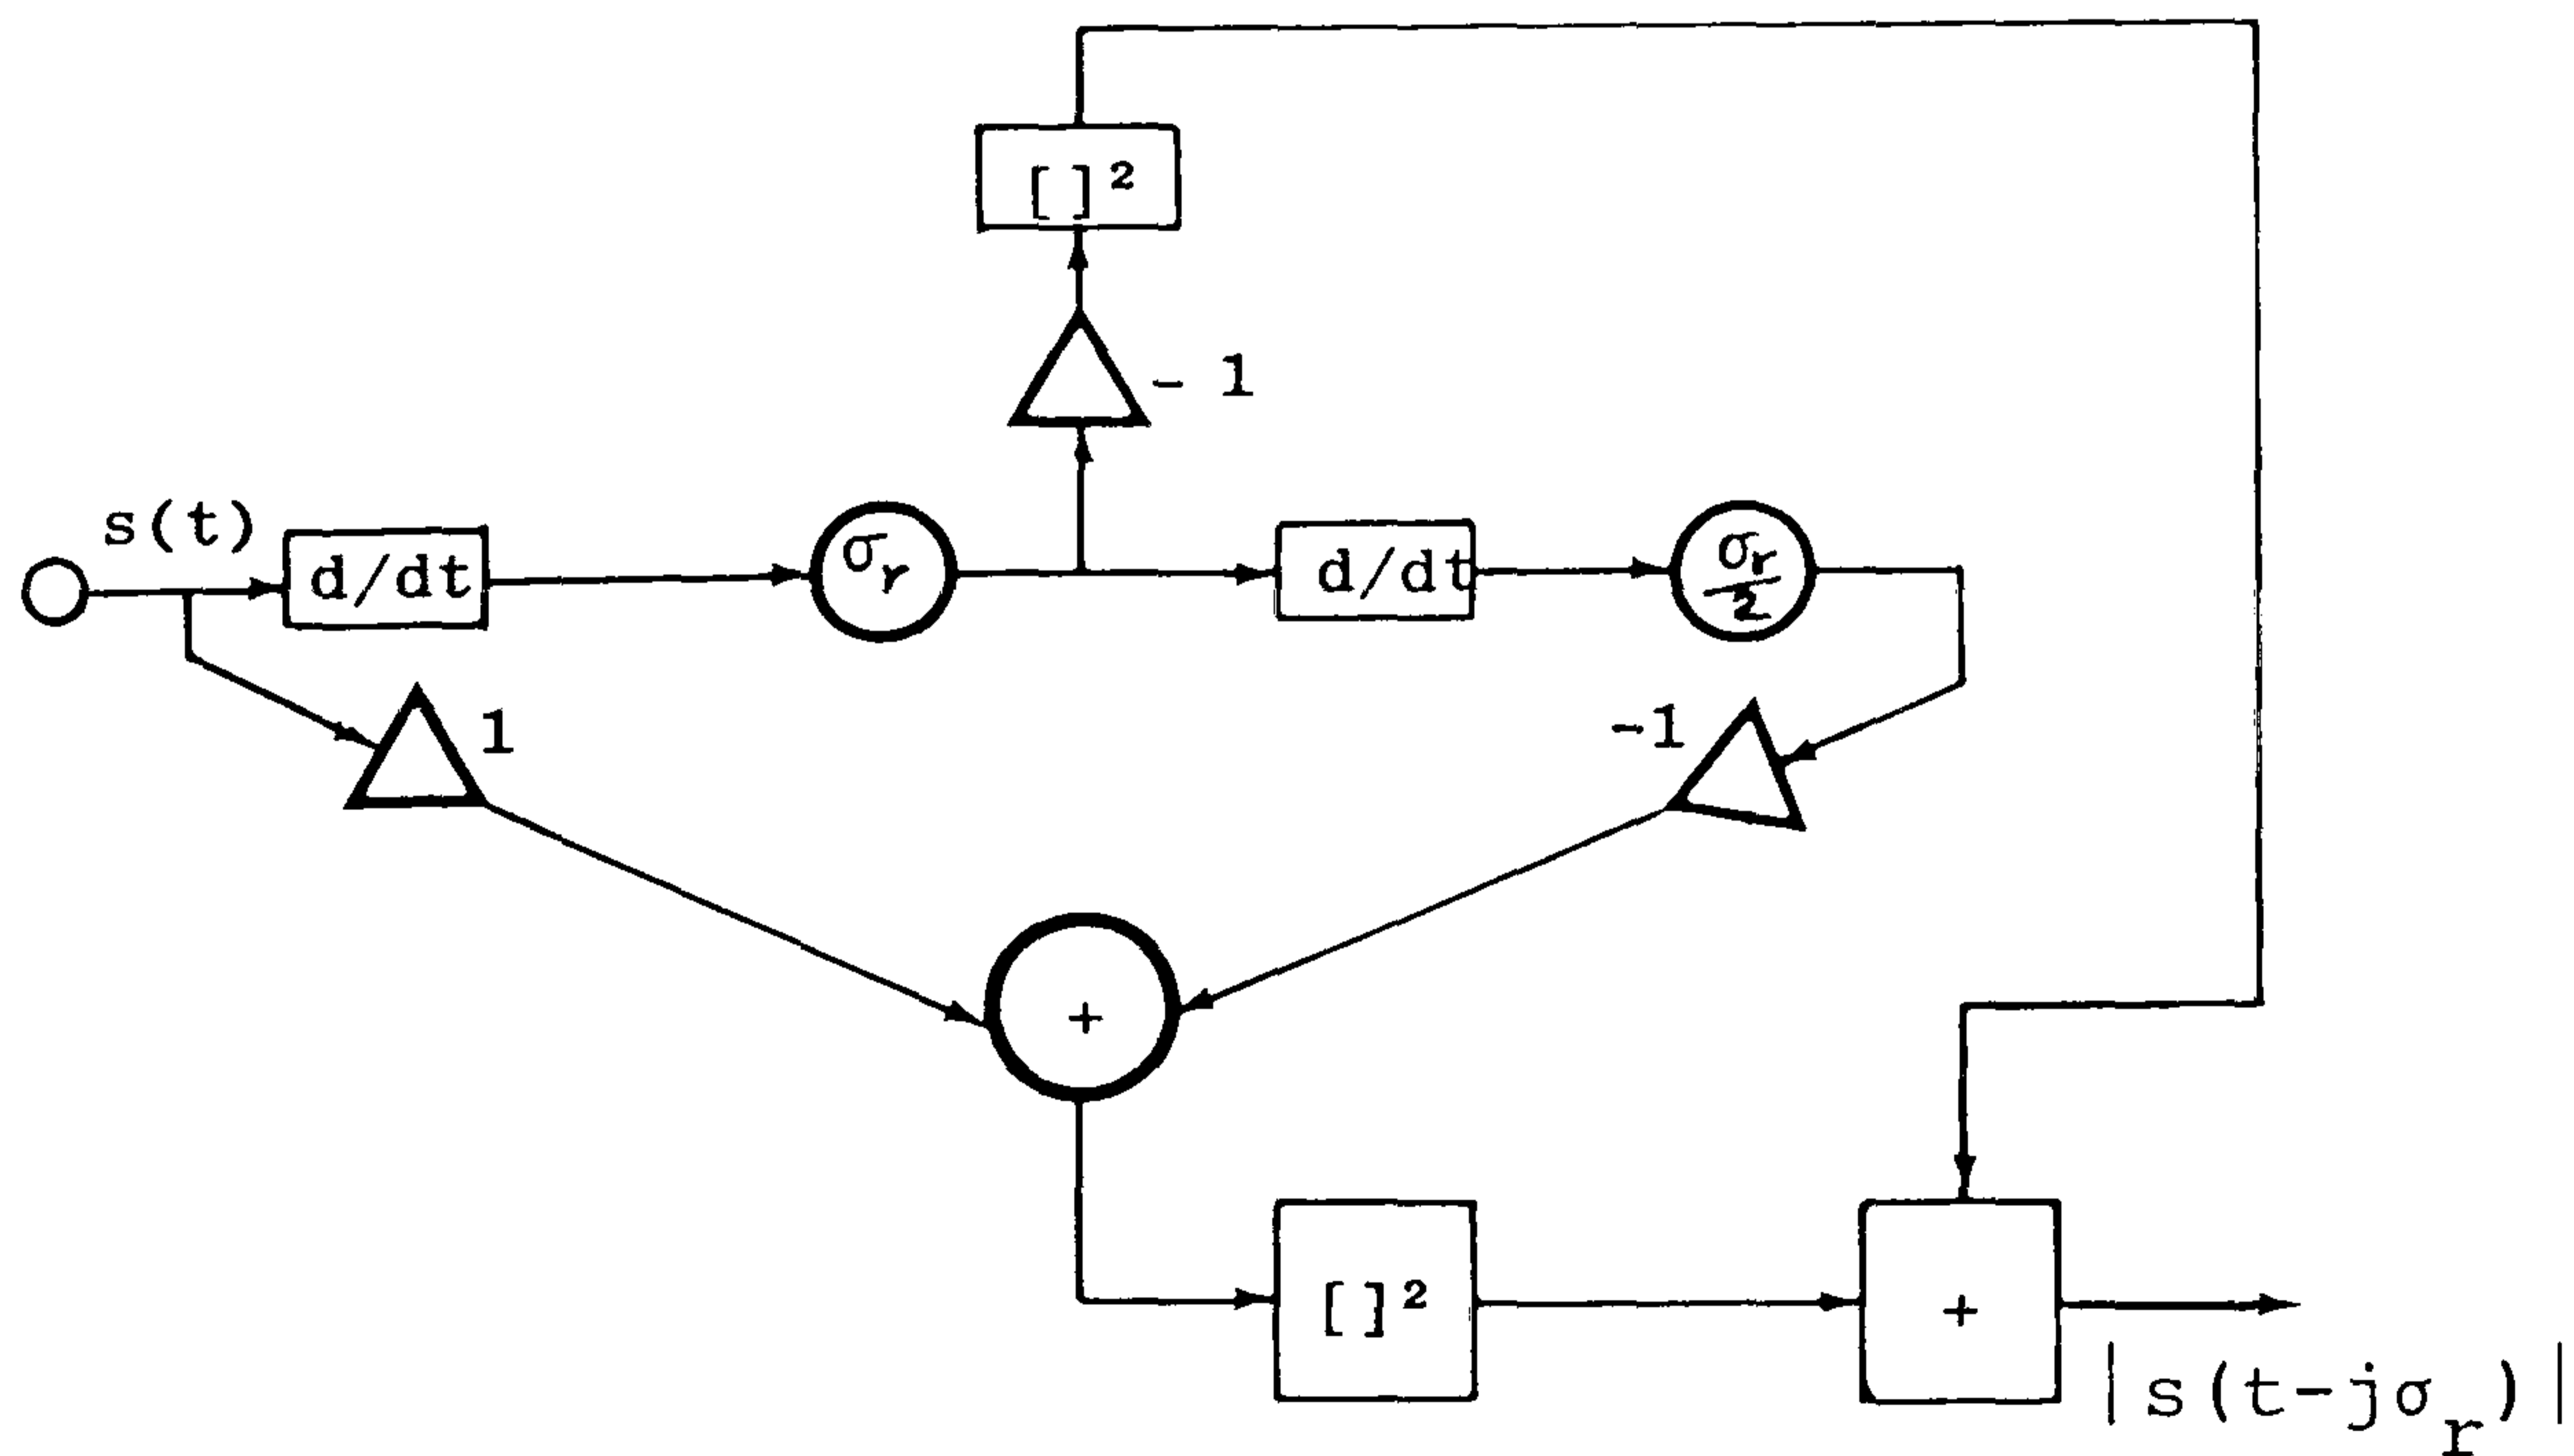 [ ]²
- 1
s(t)
d/dt
σr
d/dt
σr/2
1
-1
+
[ ]²
+
|s(t-jσr)|